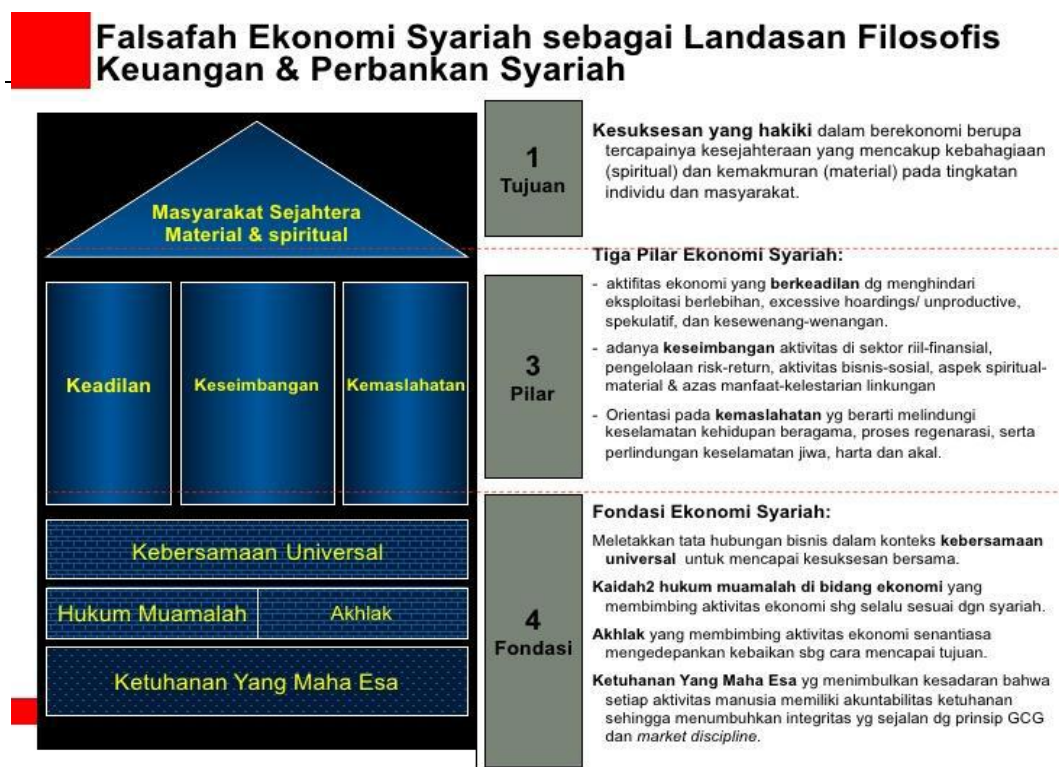 Falsafah Ekonomi Syariah sebagai Landasan Filosofis
Keuangan & Perbankan Syariah
Masyarakat Sejahtera
Material & spiritual
Keadilan
Keseimbangan
Kemaslahatan
Kebersamaan Universal
Hukum Muamalah
Akhlak
Ketuhanan Yang Maha Esa
1
Tujuan
Kesuksesan yang hakiki dalam berekonomi berupa
tercapainya kesejahteraan yang mencakup kebahagiaan
(spiritual) dan kemakmuran (material) pada tingkatan
individu dan masyarakat.
3
Pilar
Tiga Pilar Ekonomi Syariah:
- aktifitas ekonomi yang berkeadilan dg menghindari
eksploitasi berlebihan, excessive hoardings/ unproductive,
spekulatif, dan kesewenang-wenangan.
- adanya keseimbangan aktivitas di sektor riil-finansial,
pengelolaan risk-return, aktivitas bisnis-sosial, aspek spiritual-
material & azas manfaat-kelestarian linkungan
- Orientasi pada kemaslahatan yg berarti melindungi
keselamatan kehidupan beragama, proses regenarasi, serta
perlindungan keselamatan jiwa, harta dan akal.
4
Fondasi
Fondasi Ekonomi Syariah:
Meletakkan tata hubungan bisnis dalam konteks kebersamaan
universal untuk mencapai kesuksesan bersama.
Kaidah2 hukum muamalah di bidang ekonomi yang
membimbing aktivitas ekonomi shg selalu sesuai dgn syariah.
Akhlak yang membimbing aktivitas ekonomi senantiasa
mengedepankan kebaikan sbg cara mencapai tujuan.
Ketuhanan Yang Maha Esa yg menimbulkan kesadaran bahwa
setiap aktivitas manusia memiliki akuntabilitas ketuhanan
sehingga menumbuhkan integritas yg sejalan dg prinsip GCG
dan market discipline.